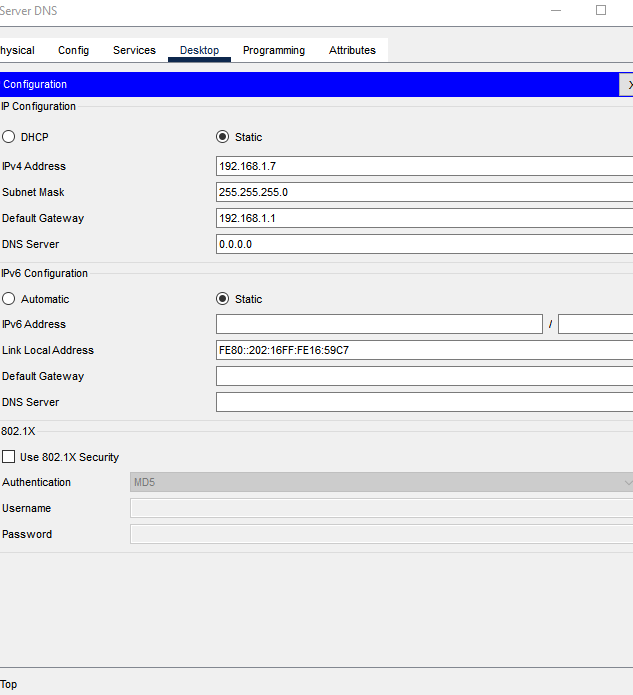 Server DNS
hysical Config Services Desktop Programming Attributes
Configuration X
IP Configuration
DHCP Static
IPv4 Address 192.168.1.7
Subnet Mask 255.255.255.0
Default Gateway 192.168.1.1
DNS Server 0.0.0.0
IPv6 Configuration
Automatic Static
IPv6 Address /
Link Local Address FE80::202:16FF:FE16:59C7
Default Gateway
DNS Server
802.1X
Use 802.1X Security
Authentication MD5
Username
Password
Top